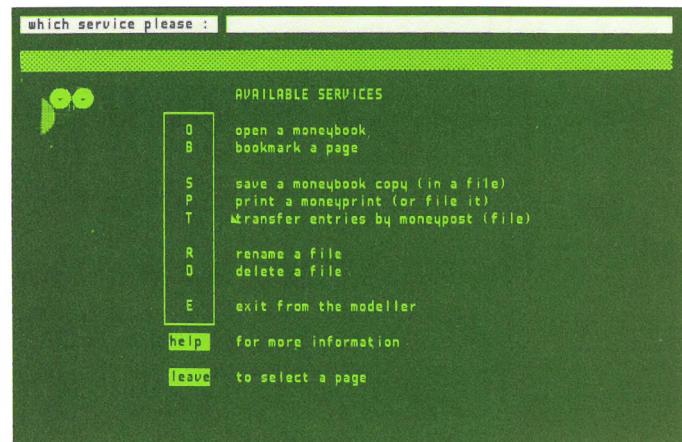 which service please :
AVAILABLE SERVICES
O open a moneybook
B bookmark a page
S save a moneybook copy (in a file)
P print a moneyprint (or file it)
T transfer entries by moneypost (file)
R rename a file
D delete a file
E exit from the modeller
help for more information
leave to select a page